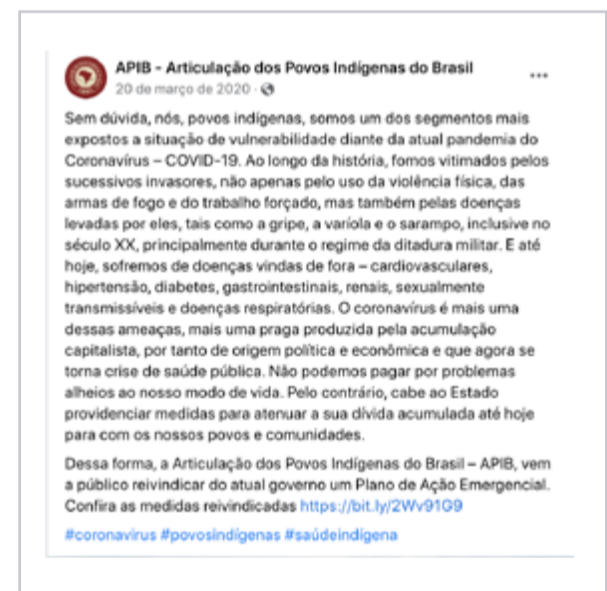 APIB - Articulação dos Povos Indígenas do Brasil
20 de março de 2020 ·
Sem dúvida, nós, povos indígenas, somos um dos segmentos mais
expostos a situação de vulnerabilidade diante da atual pandemia do
Coronavírus – COVID-19. Ao longo da história, fomos vitimados pelos
sucessivos invasores, não apenas pelo uso da violência física, das
armas de fogo e do trabalho forçado, mas também pelas doenças
levadas por eles, tais como a gripe, a varíola e o sarampo, inclusive no
século XX, principalmente durante o regime da ditadura militar. E até
hoje, sofremos de doenças vindas de fora – cardiovasculares,
hipertensão, diabetes, gastrointestinais, renais, sexualmente
transmissíveis e doenças respiratórias. O coronavírus é mais uma
dessas ameaças, mais uma praga produzida pela acumulação
capitalista, por tanto de origem política e econômica e que agora se
torna crise de saúde pública. Não podemos pagar por problemas
alheios ao nosso modo de vida. Pelo contrário, cabe ao Estado
providenciar medidas para atenuar a sua dívida acumulada até hoje
para com os nossos povos e comunidades.
Dessa forma, a Articulação dos Povos Indígenas do Brasil – APIB, vem
a público reivindicar do atual governo um Plano de Ação Emergencial.
Confira as medidas reivindicadas https://bit.ly/2Wv91G9
#coronavirus #povosindígenas #saúdeindígena